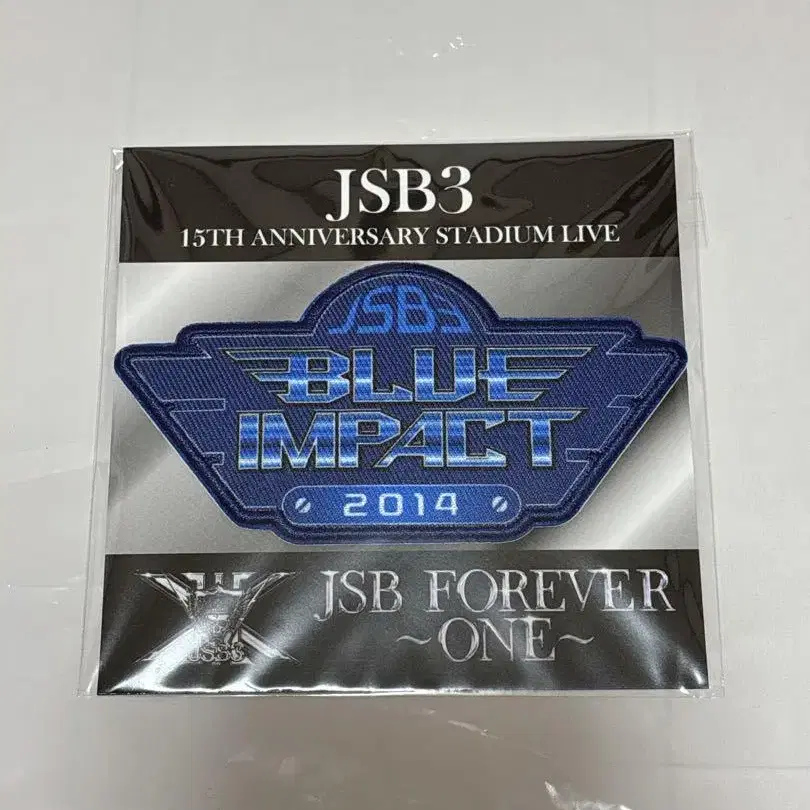 JSB3
15TH ANNIVERSARY STADIUM LIVE
JSB3
BLUE
IMPACT
2014
JSB3
JSB FOREVER
~ONE~